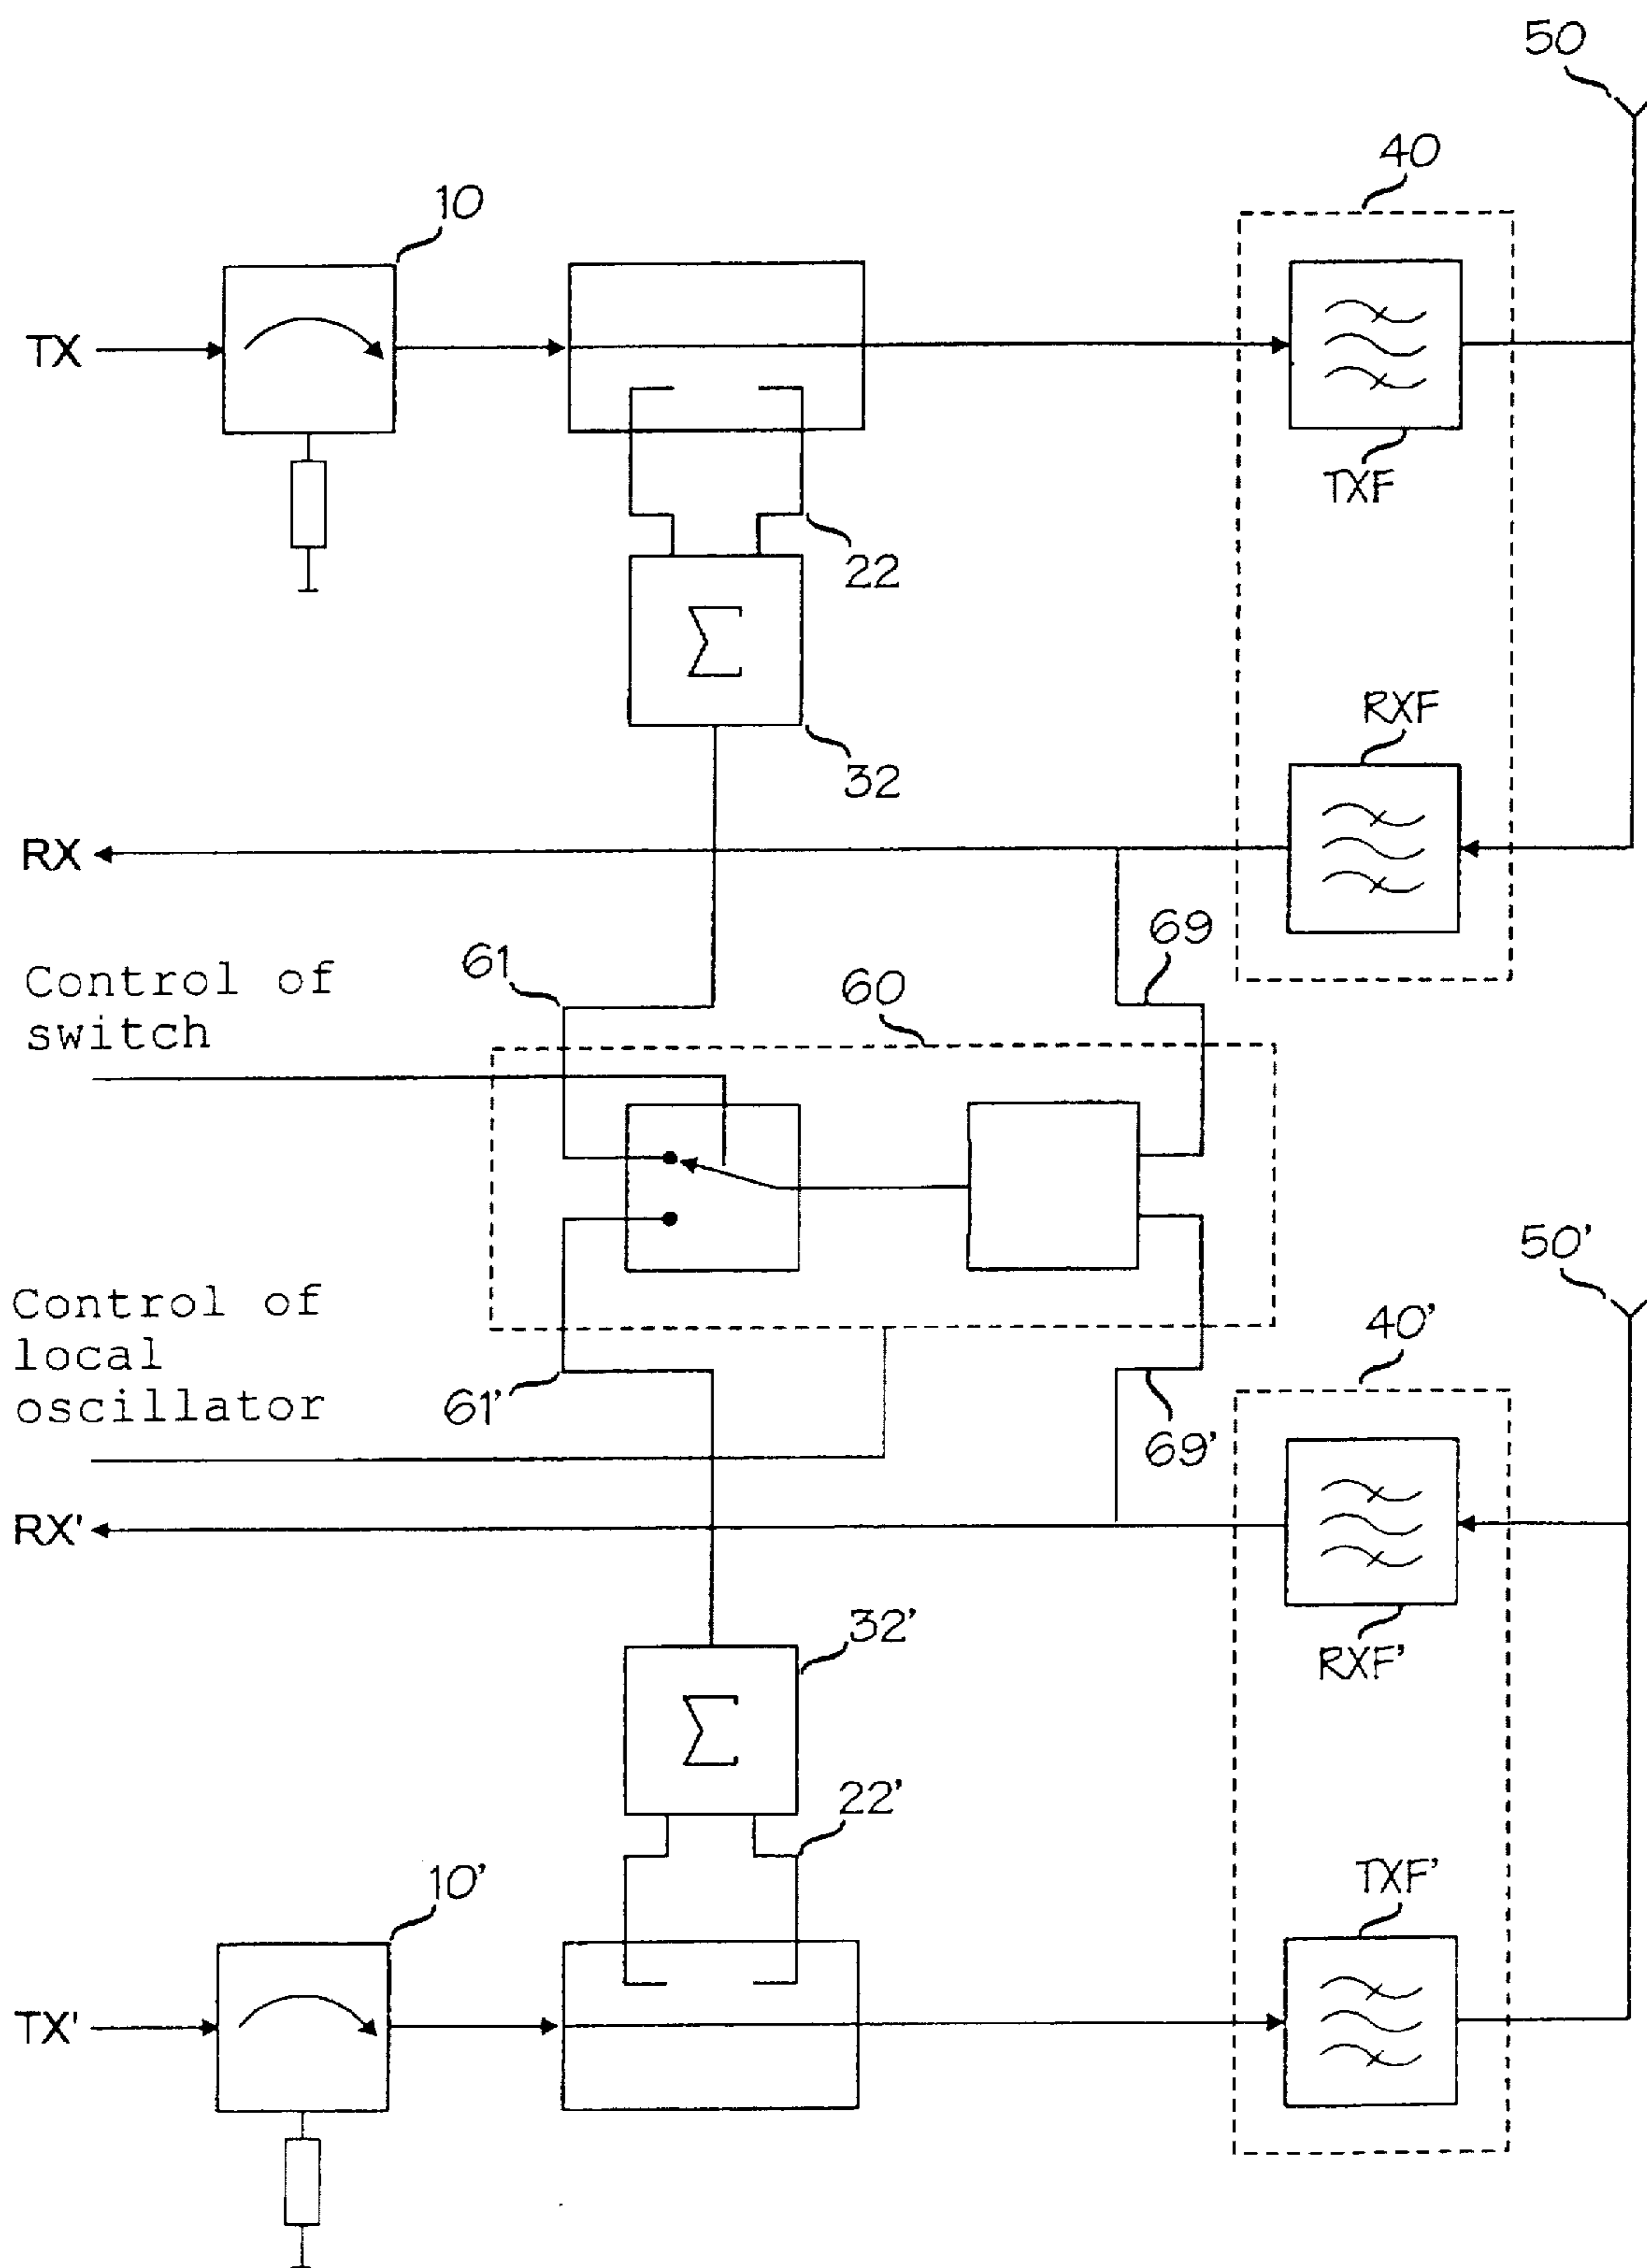 50
40
10
TX
TXF
22
Σ
RXF
32
RX
69
61
Control of
switch
60
50'
Control of
local
oscillator
40'
61'
69'
RX'
32'
RXF'
Σ
22'
TXF'
10'
TX'